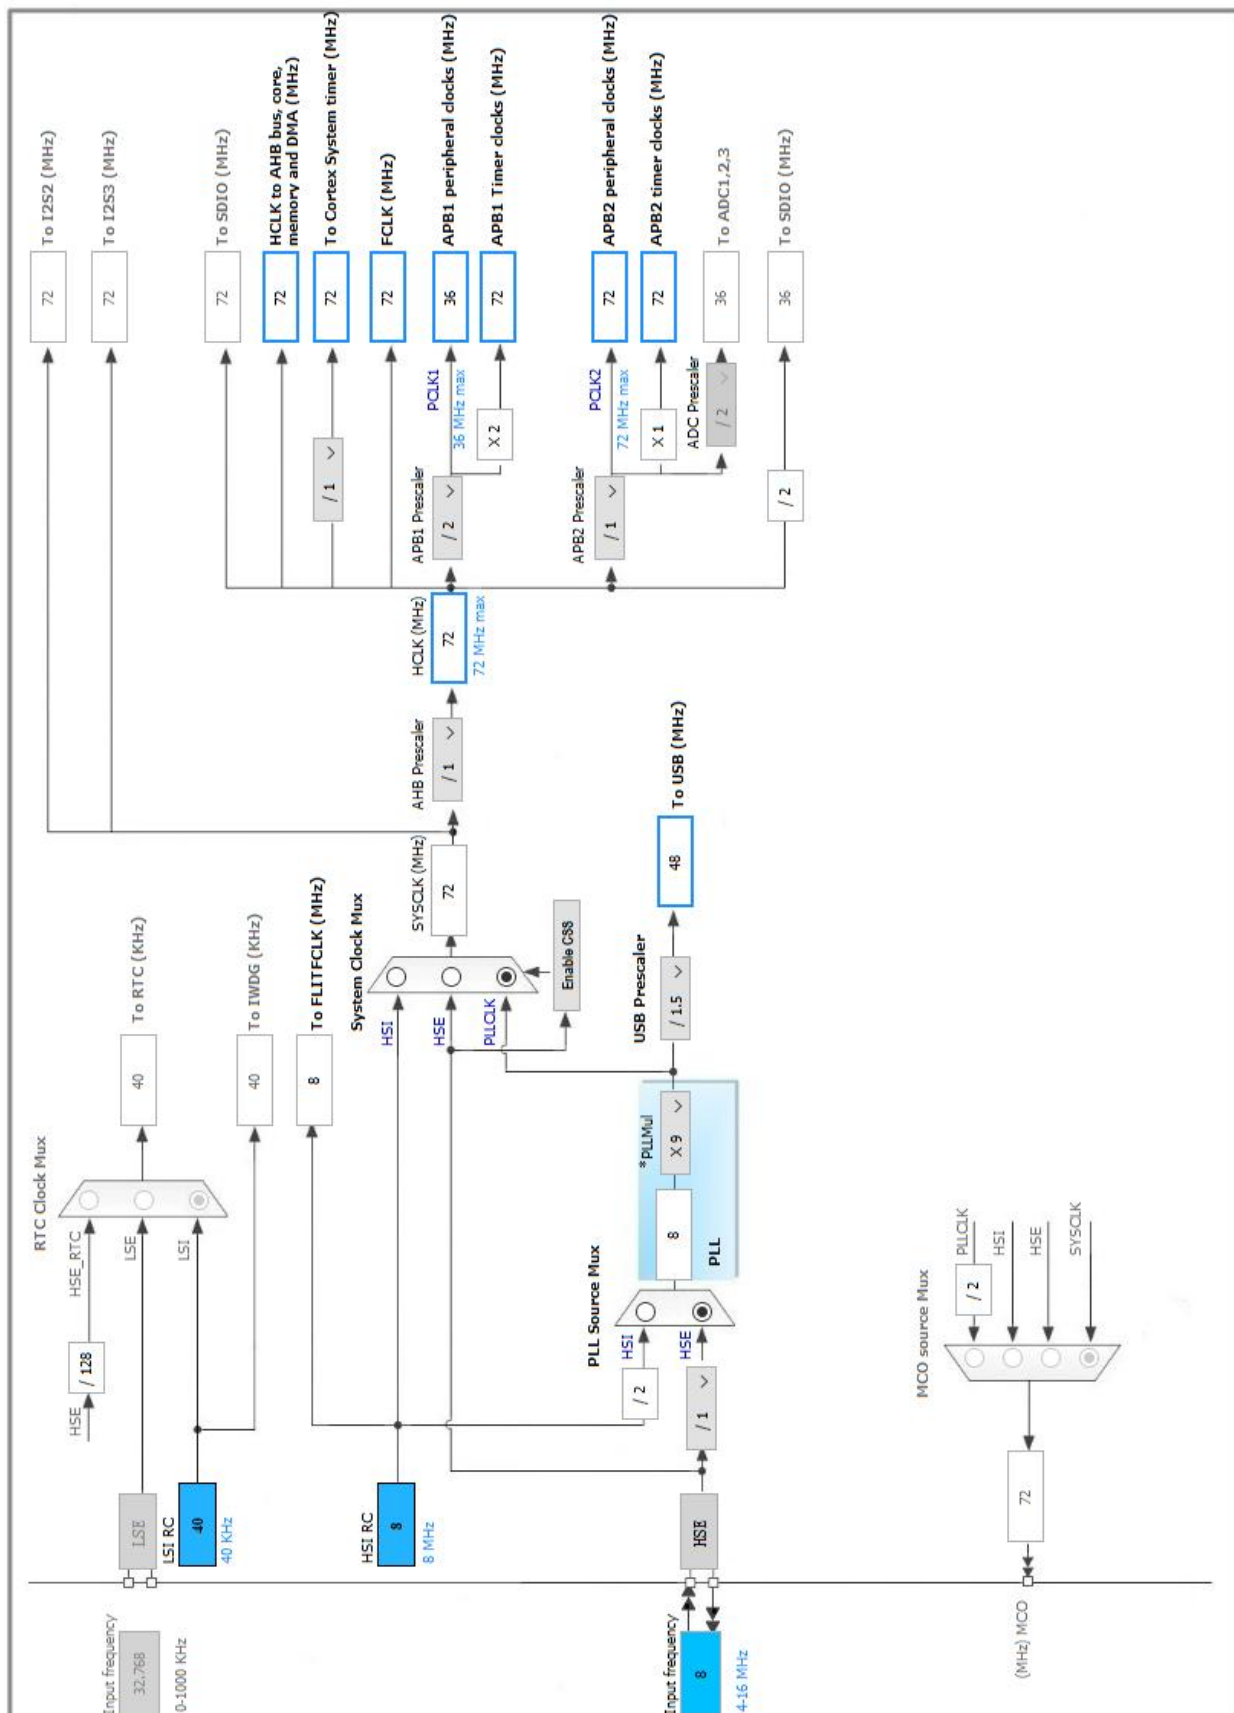 Input frequency
32.768
0-1000 KHz
LSE
LSI RC
40
40 KHz
HSE
/ 128
HSE_RTC
LSE
LSI
RTC Clock Mux
40
To RTC (KHz)
40
To IWDG (KHz)
HSI RC
8
8 MHz
8
To FLITFCLK (MHz)
Input frequency
8
4-16 MHz
HSE
/ 1
/ 2
HSI
HSE
PLL Source Mux
8
PLL
*PLLMul
X 9
USB Prescaler
/ 1.5
48
To USB (MHz)
System Clock Mux
HSI
HSE
PLLCLK
Enable CSS
SYSCLK (MHz)
72
AHB Prescaler
/ 1
HCLK (MHz)
72
72 MHz max
72
To I2S2 (MHz)
72
To I2S3 (MHz)
72
To SDIO (MHz)
72
HCLK to AHB bus, core,
memory and DMA (MHz)
/ 1
72
To Cortex System timer (MHz)
72
FCLK (MHz)
APB1 Prescaler
/ 2
PCLK1
36 MHz max
36
APB1 peripheral clocks (MHz)
X 2
72
APB1 Timer clocks (MHz)
APB2 Prescaler
/ 1
PCLK2
72 MHz max
72
APB2 peripheral clocks (MHz)
X 1
72
APB2 timer clocks (MHz)
ADC Prescaler
/ 2
36
To ADC1,2,3
/ 2
36
To SDIO (MHz)
MCO source Mux
PLLCLK
/ 2
HSI
HSE
SYSCLK
72
(MHz) MCO